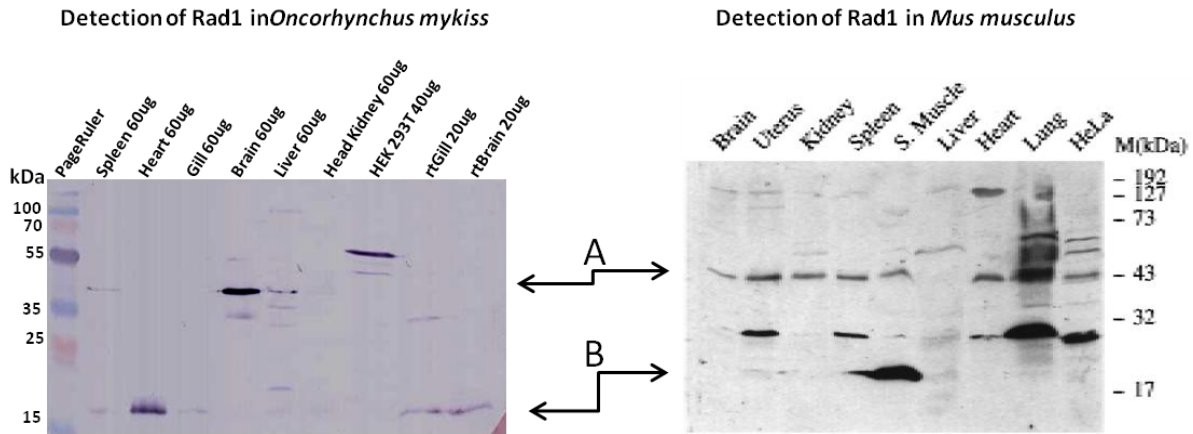 Detection of Rad1 inOncorhynchus mykiss
Detection of Rad1 in Mus musculus
PageRuler
Spleen 60ug
Heart 60ug
Gill 60ug
Brain 60ug
Liver 60ug
Head Kidney 60ug
HEK 293T 40ug
rtGill 20ug
rtBrain 20ug
kDa
100
70
55
35
25
15
A
B
Brain
Uterus
Kidney
Spleen
S. Muscle
Liver
Heart
Lung
HeLa
M(kDa)
192
127
73
43
32
17